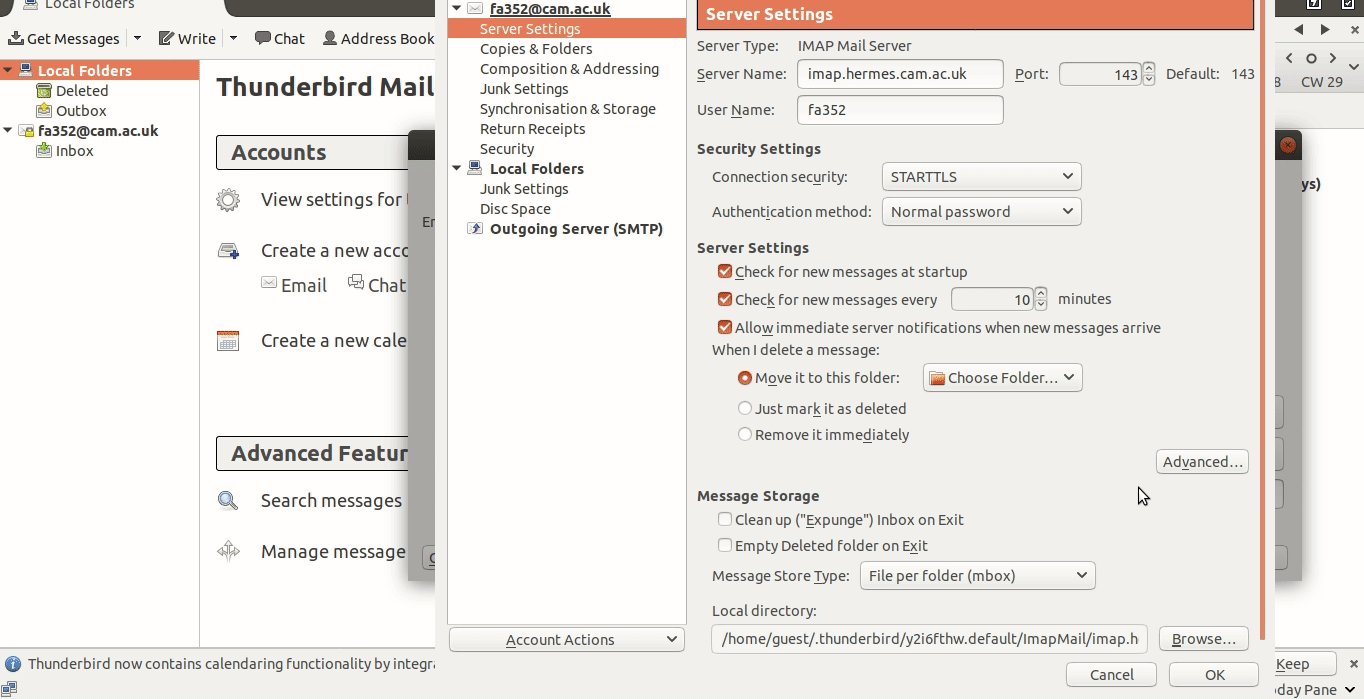 Local Folders
Get Messages
Write
Chat
Address Book
Local Folders
Deleted
Outbox
fa352@cam.ac.uk
Inbox
Thunderbird Mail
Accounts
View settings for
Create a new acco
Email
Chat
Create a new cale
Advanced Featur
Search messages
Manage message
Thunderbird now contains calendaring functionality by integra
fa352@cam.ac.uk
Server Settings
Copies & Folders
Composition & Addressing
Junk Settings
Synchronisation & Storage
Return Receipts
Security
Local Folders
Junk Settings
Disc Space
Outgoing Server (SMTP)
Account Actions
Server Settings
Server Type: IMAP Mail Server
Server Name: imap.hermes.cam.ac.uk Port: 143 Default: 143
User Name: fa352
Security Settings
Connection security: STARTTLS
Authentication method: Normal password
Server Settings
Check for new messages at startup
Check for new messages every 10 minutes
Allow immediate server notifications when new messages arrive
When I delete a message:
Move it to this folder: Choose Folder...
Just mark it as deleted
Remove it immediately
Advanced...
Message Storage
Clean up ("Expunge") Inbox on Exit
Empty Deleted folder on Exit
Message Store Type: File per folder (mbox)
Local directory:
/home/guest/.thunderbird/y2i6fthw.default/ImapMail/imap.h
Browse...
Cancel
OK
CW 29
ys)
Keep
day Pane